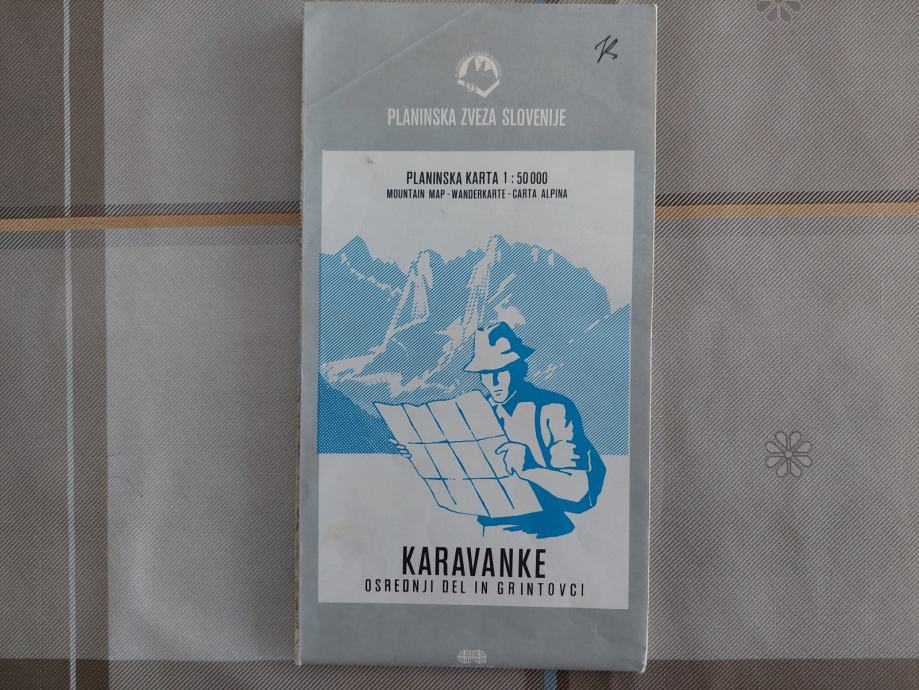 PLANINSKA ZVEZA SLOVENIJE
PLANINSKA KARTA 1 : 50 000
MOUNTAIN MAP - WANDERKARTE - CARTA ALPINA
KARAVANKE
OSREDNJI DEL IN GRINTOVCI